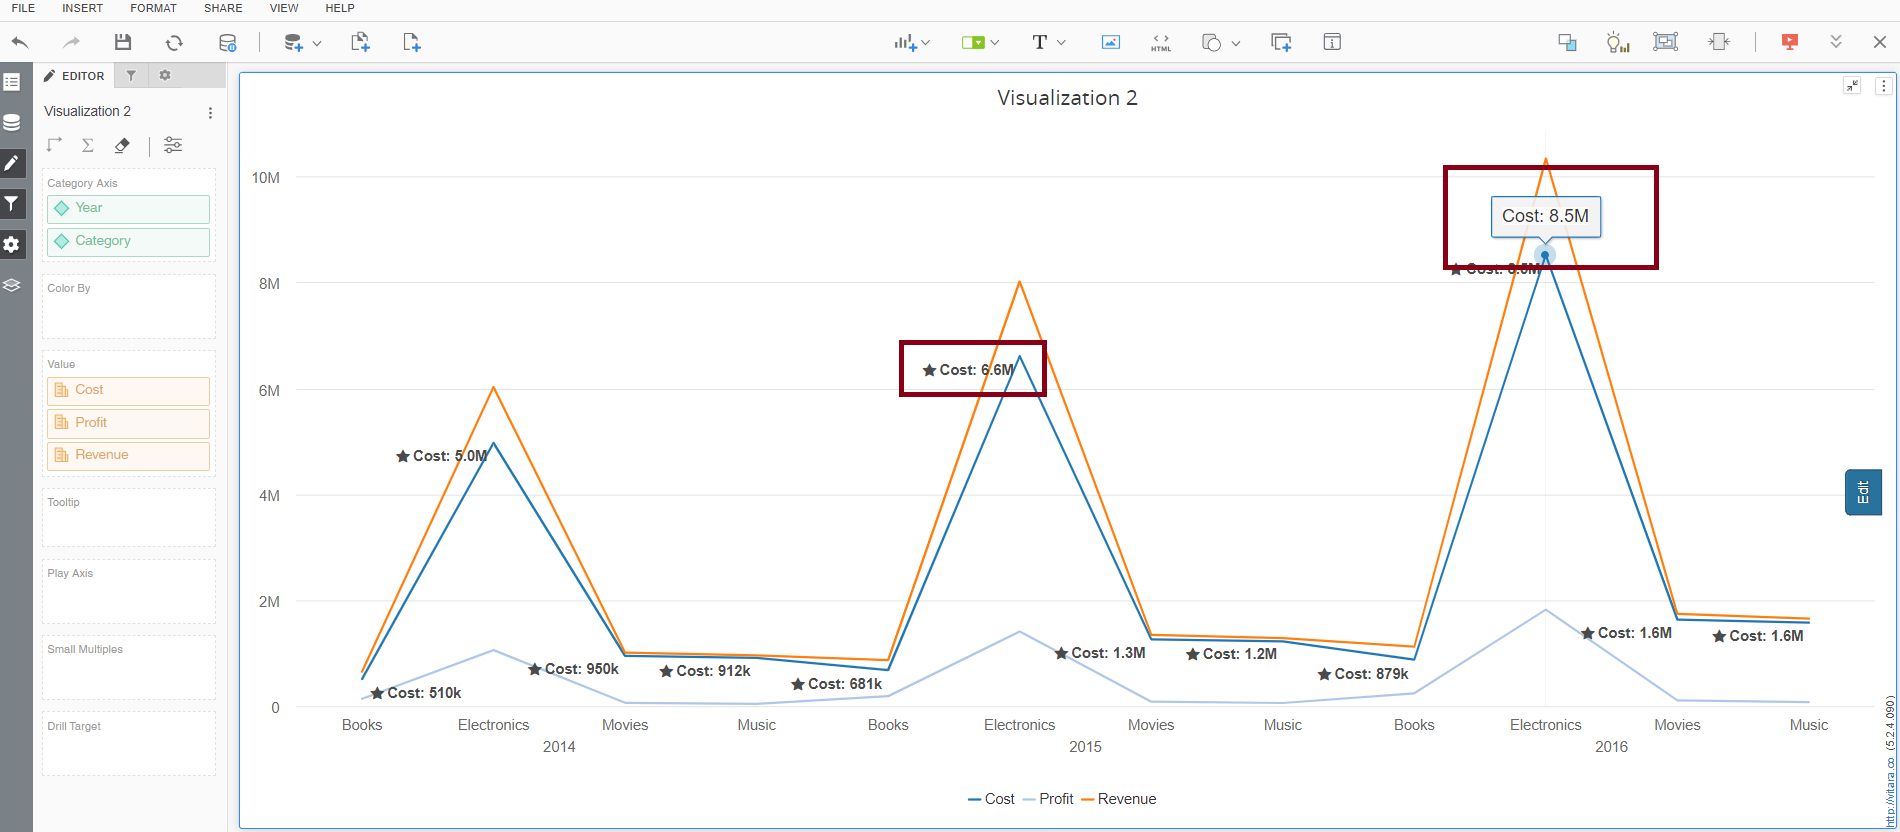 FILE INSERT FORMAT SHARE VIEW HELP
T
HTML
EDITOR
Visualization 2
Category Axis
Year
Category
Color By
Value
Cost
Profit
Revenue
Tooltip
Play Axis
Small Multiples
Drill Target
Visualization 2
10M
8M
6M
4M
2M
0
Cost: 8.5M
★ Cost: 8.5M
★ Cost: 6.6M
★ Cost: 5.0M
★ Cost: 510k
★ Cost: 950k
★ Cost: 912k
★ Cost: 681k
★ Cost: 1.3M
★ Cost: 1.2M
★ Cost: 879k
★ Cost: 1.6M
★ Cost: 1.6M
Books Electronics Movies Music Books Electronics Movies Music Books Electronics Movies Music
2014 2015 2016
Cost Profit Revenue
Edit
http://vitara.co (5.2.4.090)